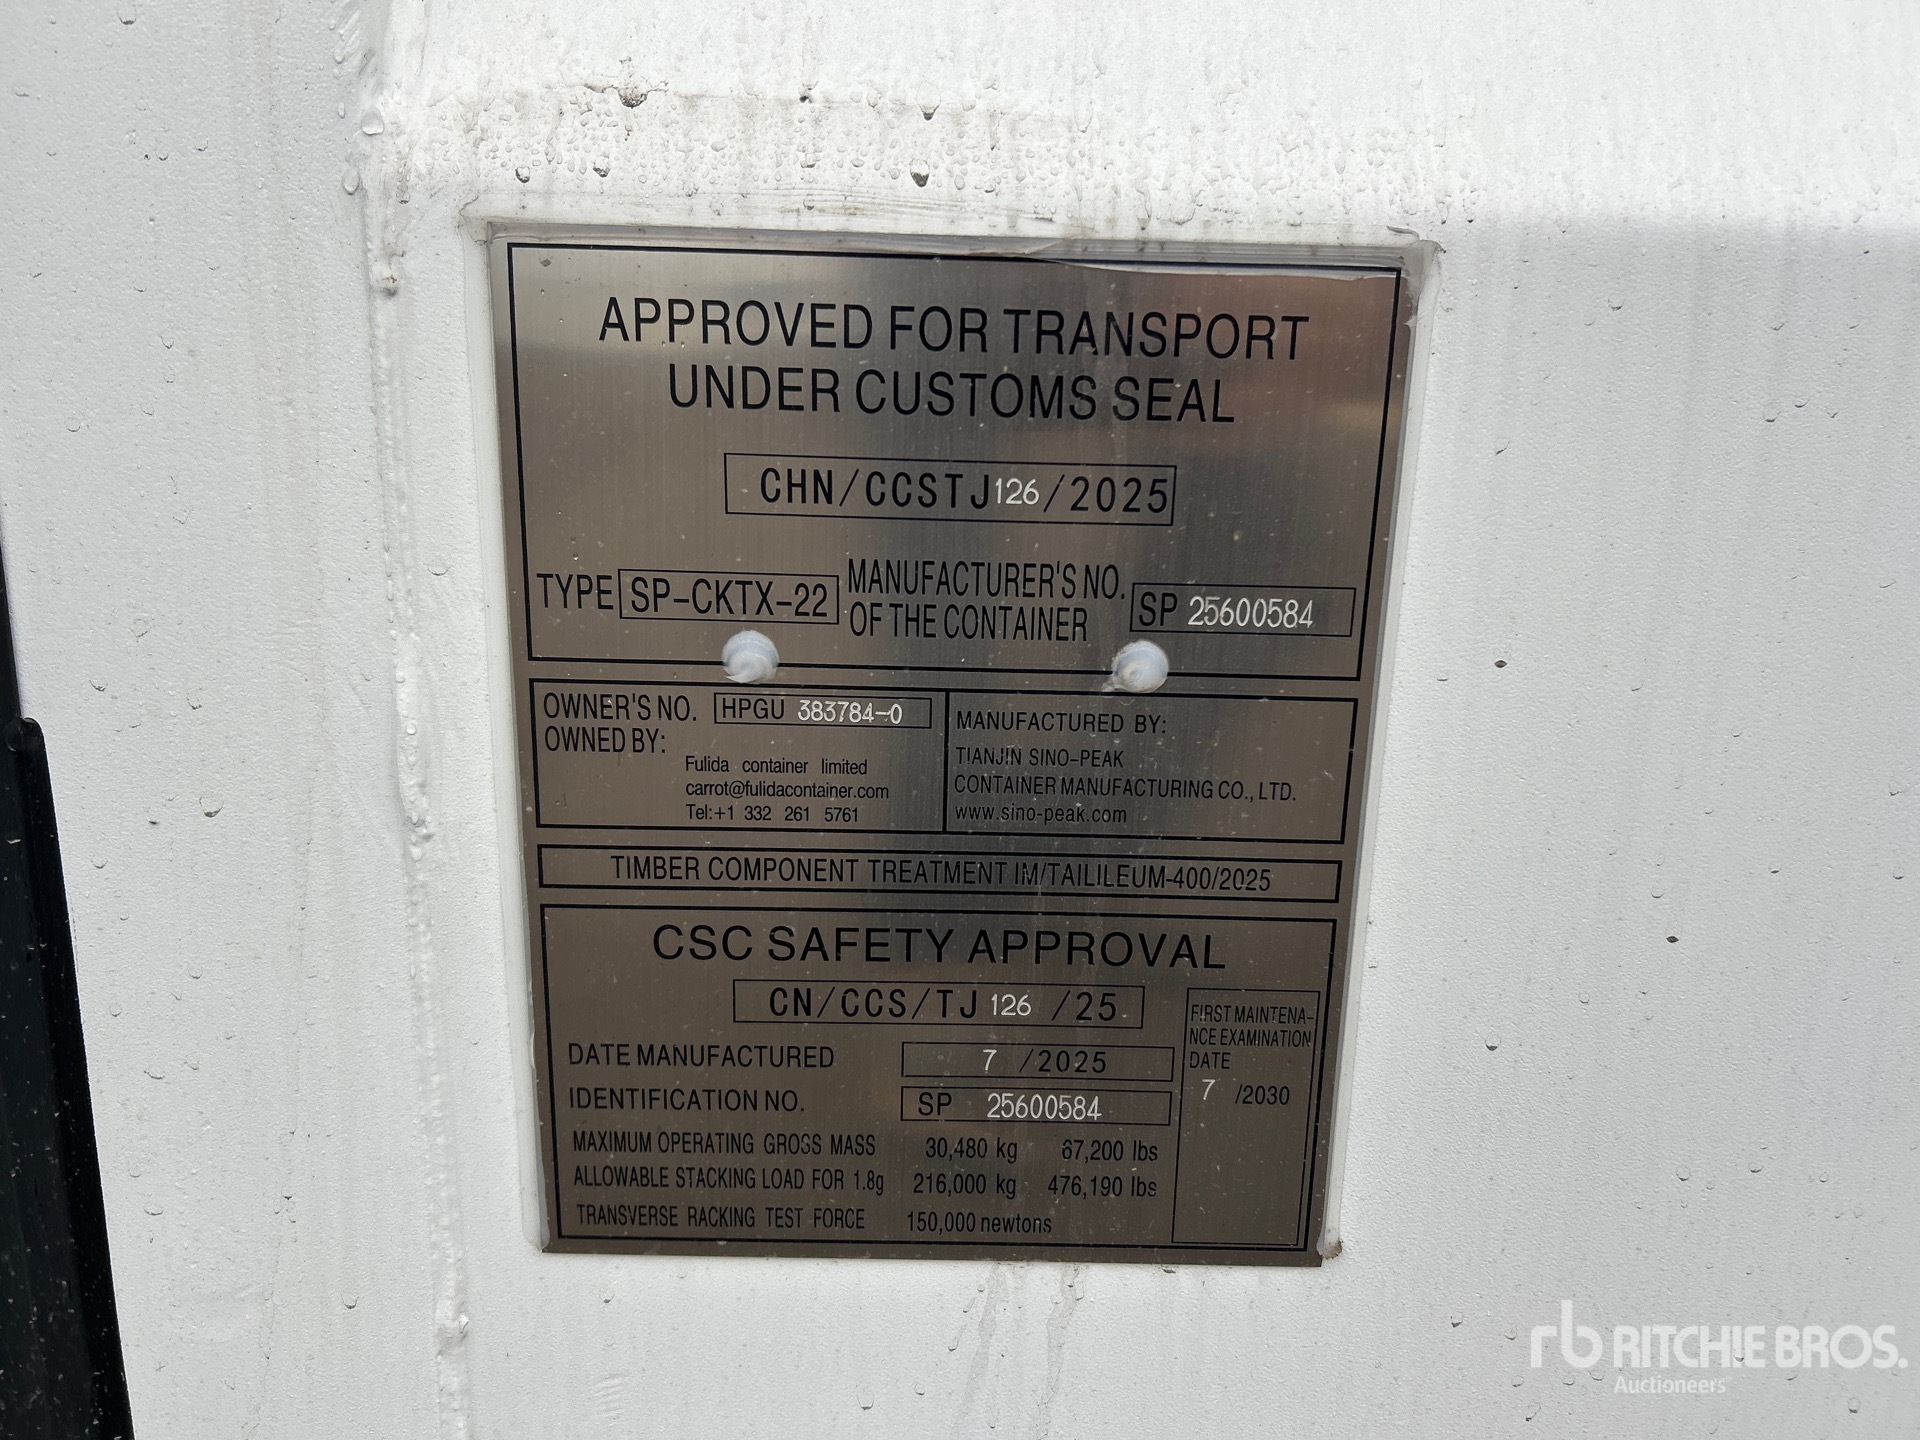 APPROVED FOR TRANSPORT
UNDER CUSTOMS SEAL
CHN/CCSTJ126/2025
TYPE SP-CKTX-22
MANUFACTURER'S NO.
OF THE CONTAINER
SP 25600584
OWNER'S NO. HPGU 383784-0
OWNED BY:
Fulida container limited
carrot@fulidacontainer.com
Tel:+1 332 261 5761
MANUFACTURED BY:
TIANJIN SINO-PEAK
CONTAINER MANUFACTURING CO., LTD.
www.sino-peak.com
TIMBER COMPONENT TREATMENT IM/TAILILEUM-400/2025
CSC SAFETY APPROVAL
CN/CCS/TJ 126 /25
DATE MANUFACTURED 7 /2025
IDENTIFICATION NO. SP 25600584
MAXIMUM OPERATING GROSS MASS 30,480 kg 67,200 lbs
ALLOWABLE STACKING LOAD FOR 1.8g 216,000 kg 476,190 lbs
TRANSVERSE RACKING TEST FORCE 150,000 newtons
FIRST MAINTENA-
NCE EXAMINATION
DATE
7 /2030
rb RITCHIE BROS.
Auctioneers